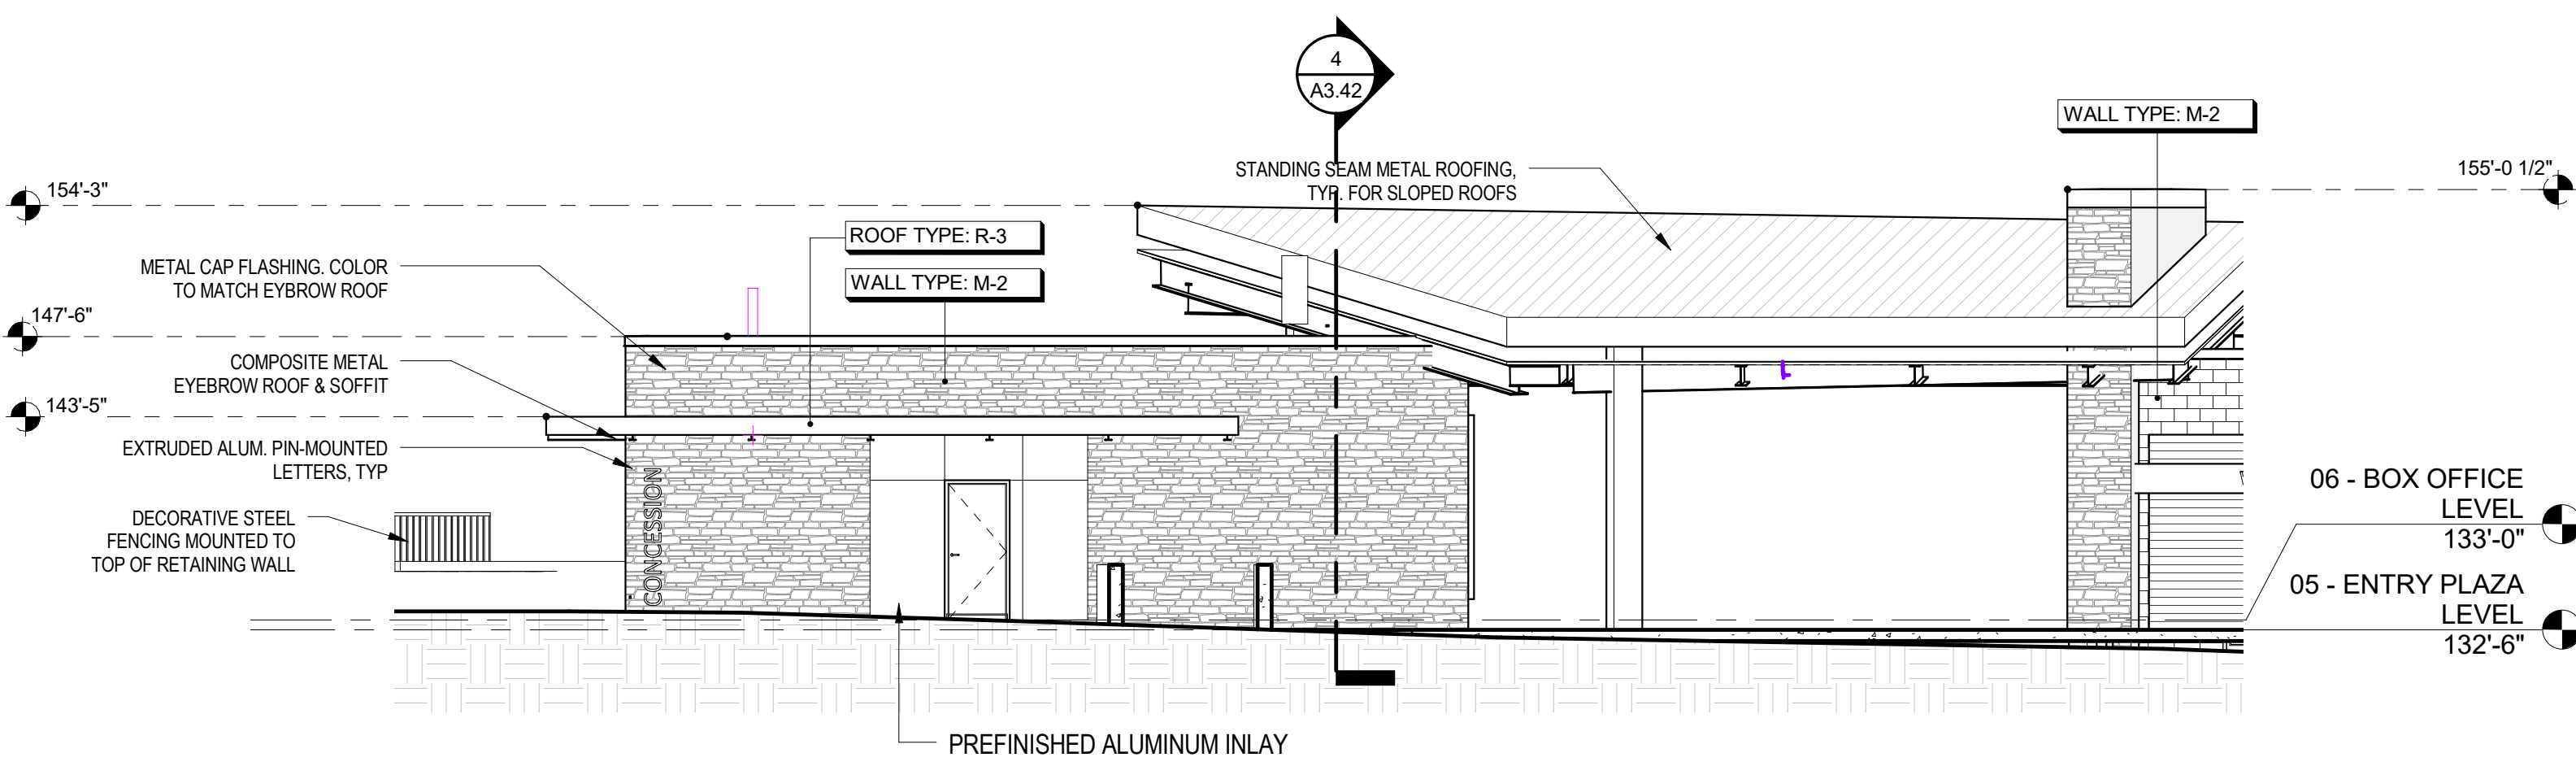 4
A3.42
WALL TYPE: M-2
STANDING SEAM METAL ROOFING,
TYP. FOR SLOPED ROOFS
155'-0 1/2"
154'-3"
ROOF TYPE: R-3
WALL TYPE: M-2
METAL CAP FLASHING. COLOR
TO MATCH EYBROW ROOF
147'-6"
COMPOSITE METAL
EYEBROW ROOF & SOFFIT
143'-5"
EXTRUDED ALUM. PIN-MOUNTED
LETTERS, TYP
CONCESSION
DECORATIVE STEEL
FENCING MOUNTED TO
TOP OF RETAINING WALL
06 - BOX OFFICE
LEVEL
133'-0"
05 - ENTRY PLAZA
LEVEL
132'-6"
PREFINISHED ALUMINUM INLAY